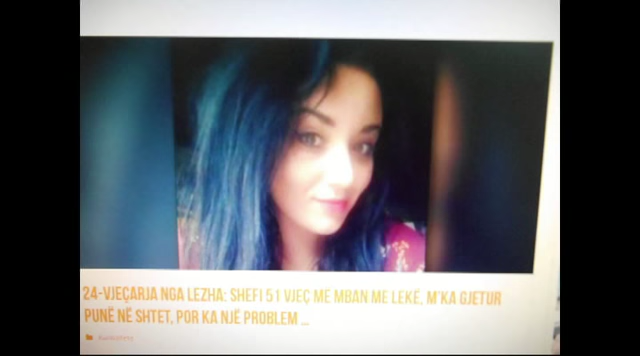 24-VJEÇARJA NGA LEZHA: SHEFI 51 VJEÇ MË MBAN ME LEKË, M'KA GJETUR
PUNË NË SHTET, POR KA NJË PROBLEM ...